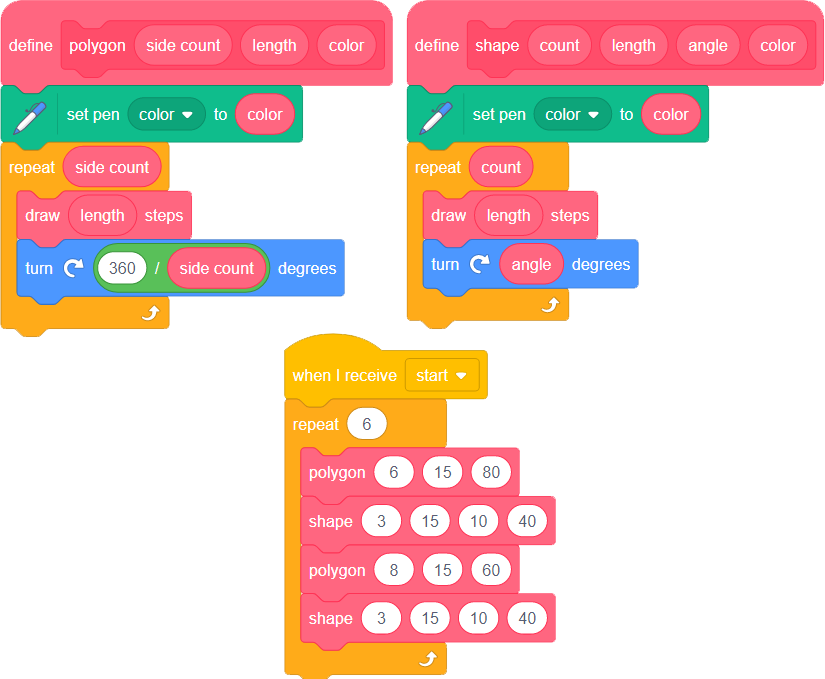 define polygon side count length color
set pen color to color
repeat side count
draw length steps
turn 360 / side count degrees
define shape count length angle color
set pen color to color
repeat count
draw length steps
turn angle degrees
when I receive start
repeat 6
polygon 6 15 80
shape 3 15 10 40
polygon 8 15 60
shape 3 15 10 40